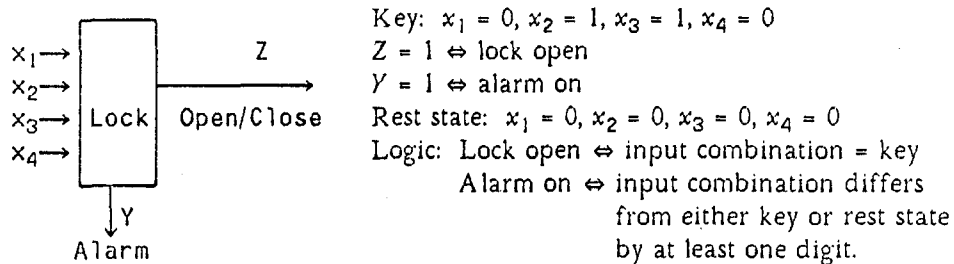 Key: x₁ = 0, x₂ = 1, x₃ = 1, x₄ = 0
Z = 1 ⇔ lock open
Y = 1 ⇔ alarm on
Rest state: x₁ = 0, x₂ = 0, x₃ = 0, x₄ = 0
Logic: Lock open ⇔ input combination = key
Alarm on ⇔ input combination differs
from either key or rest state
by at least one digit.
x₁→
x₂→
x₃→
x₄→
Lock
Z
Open/Close
Y
Alarm